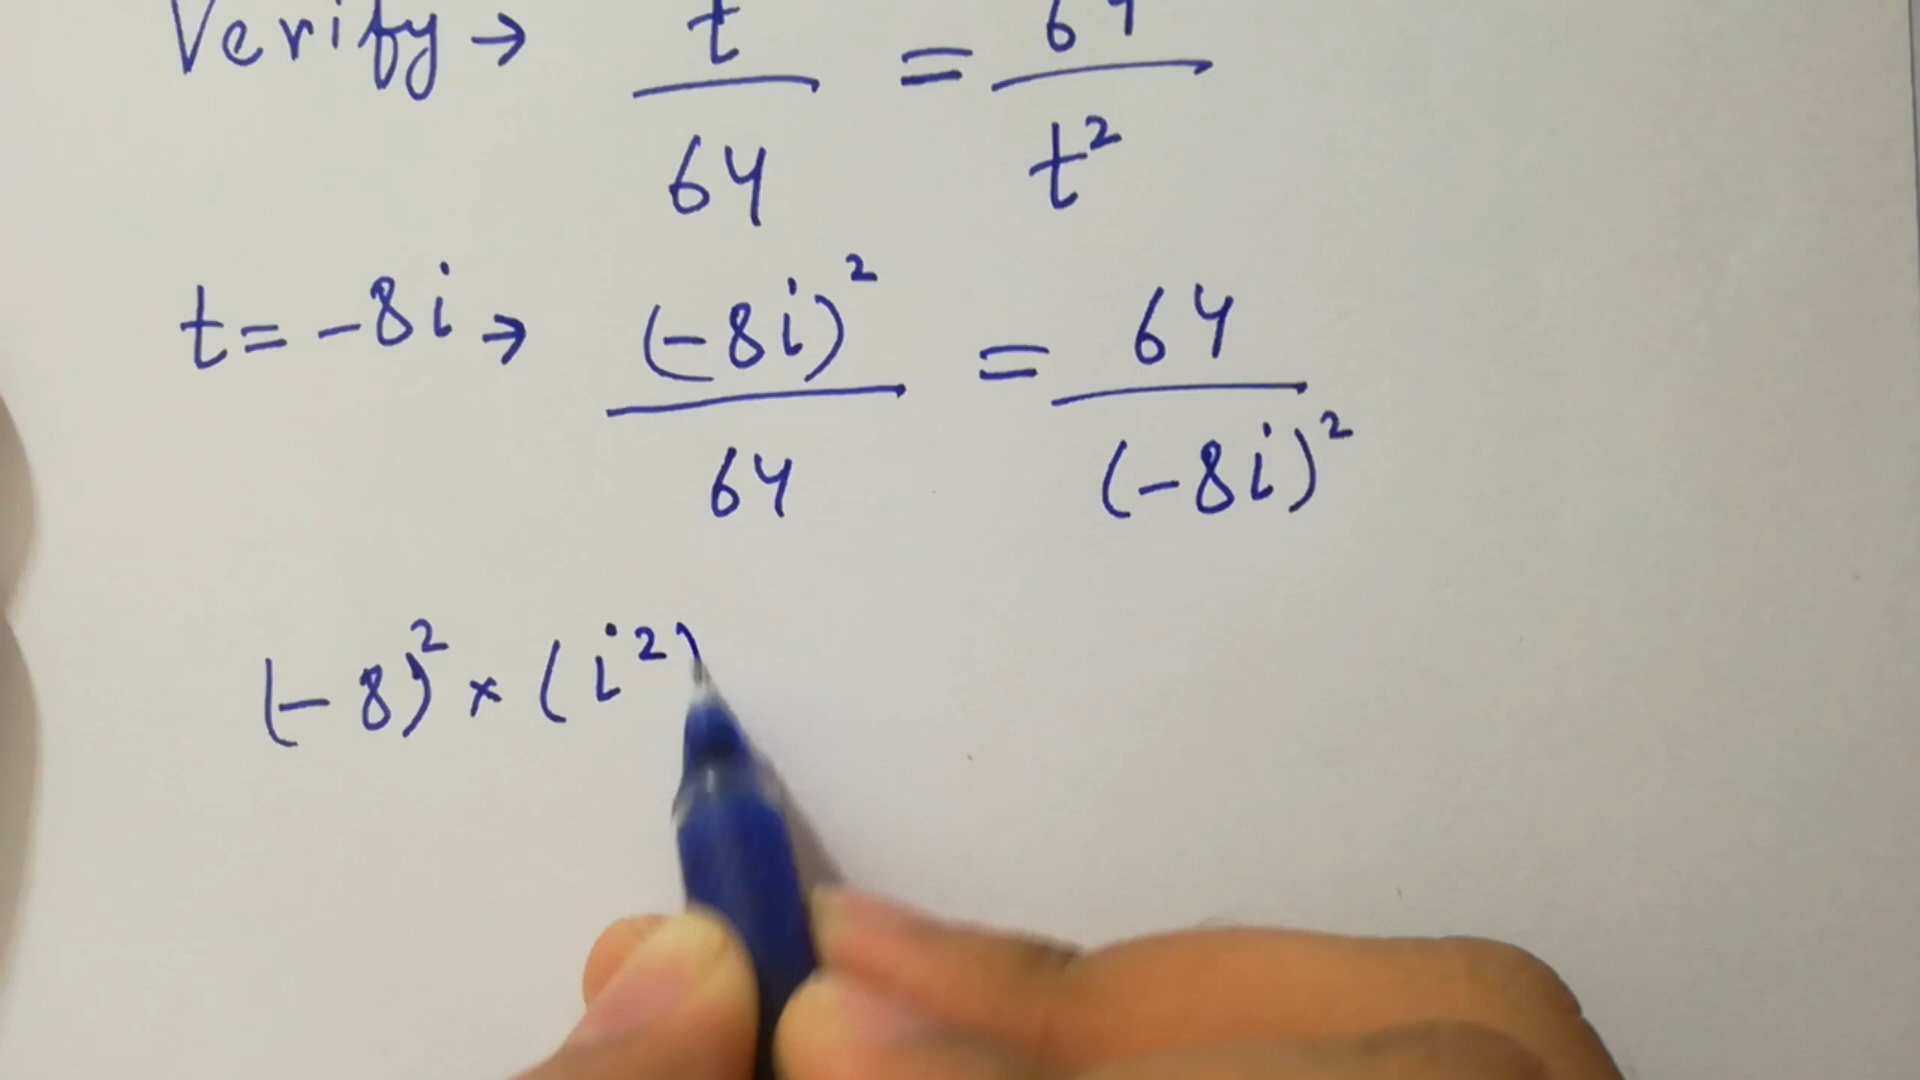 Verify → t/64 = 64/t²
t = -8i → (-8i)²/64 = 64/(-8i)²
(-8)² × (i²)